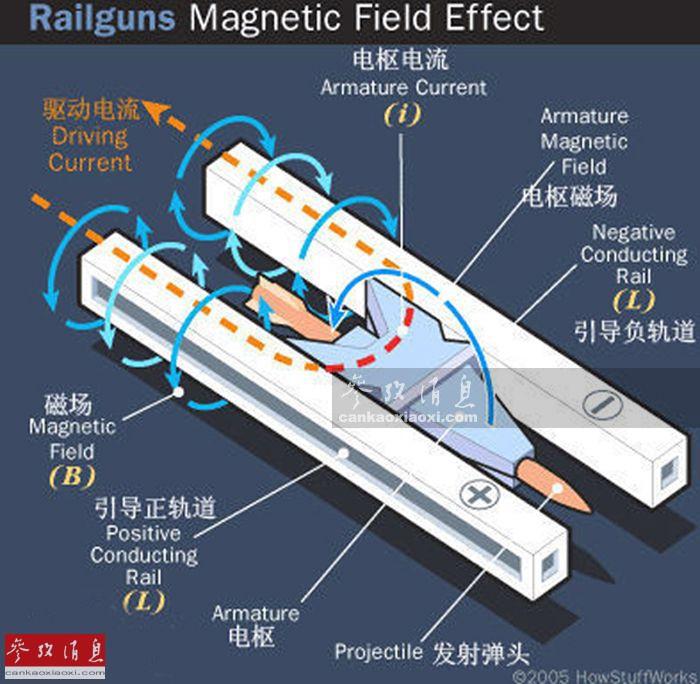 Railguns Magnetic Field Effect
电枢电流
Armature Current
(i)
驱动电流
Driving
Current
Armature
Magnetic
Field
电枢磁场
Negative
Conducting
Rail
(L)
引导负轨道
参考消息
cankaoxiaoxi.com
磁场
Magnetic
Field
(B)
引导正轨道
Positive
Conducting
Rail
(L)
Armature
电枢
Projectile 发射弹头
参考消息
cankaoxiaoxi.com
©2005 HowStuffWorks